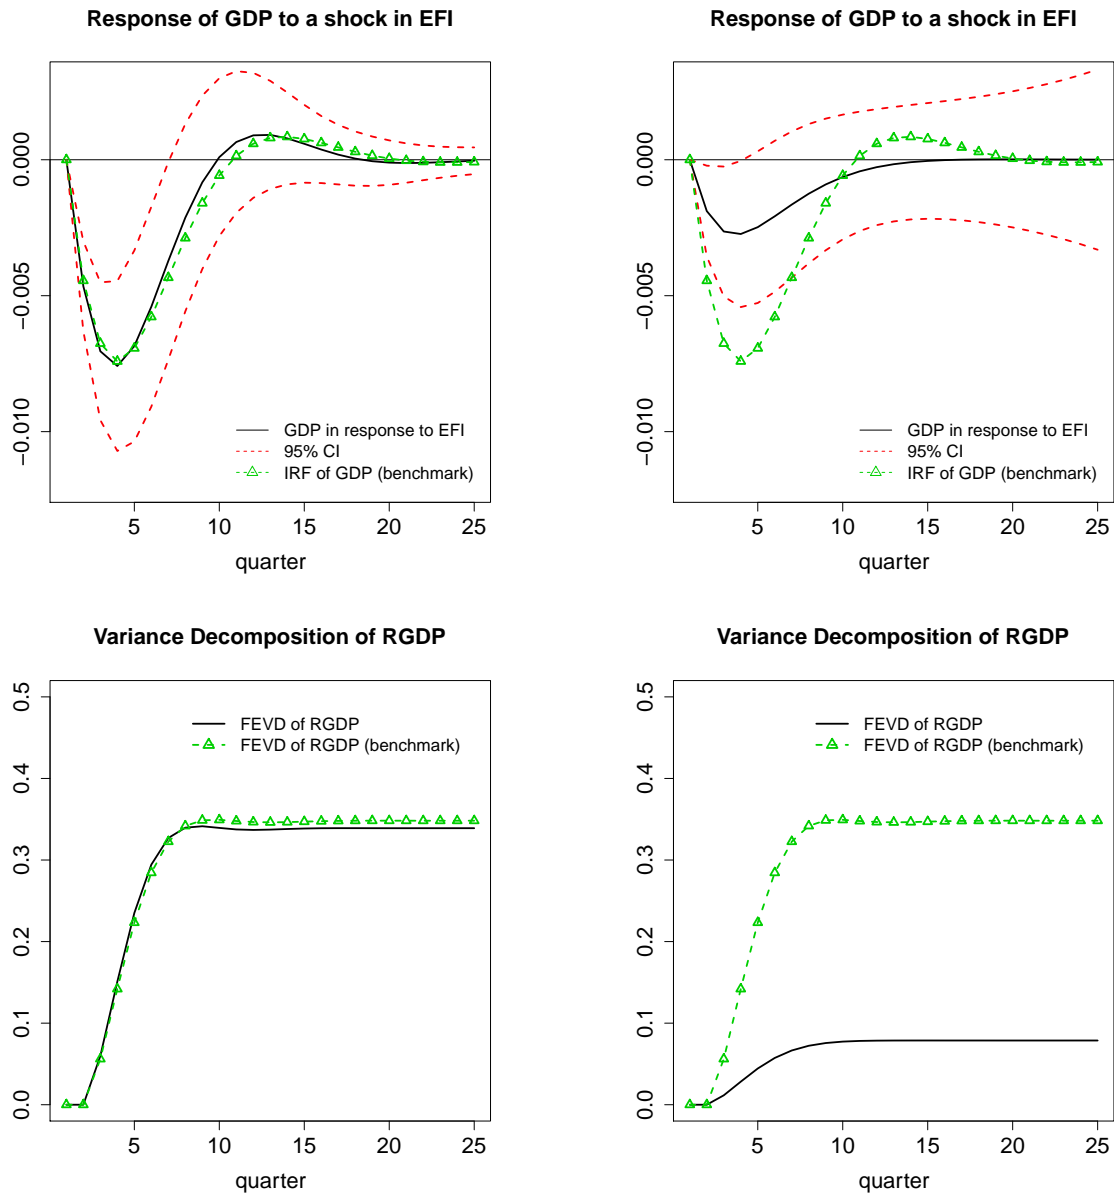 Response of GDP to a shock in EFI
0.000
−0.005
−0.010
GDP in response to EFI
95% CI
IRF of GDP (benchmark)
5 10 15 20 25
quarter
Response of GDP to a shock in EFI
0.000
−0.005
−0.010
GDP in response to EFI
95% CI
IRF of GDP (benchmark)
5 10 15 20 25
quarter
Variance Decomposition of RGDP
0.5
0.4
0.3
0.2
0.1
0.0
FEVD of RGDP
FEVD of RGDP (benchmark)
5 10 15 20 25
quarter
Variance Decomposition of RGDP
0.5
0.4
0.3
0.2
0.1
0.0
FEVD of RGDP
FEVD of RGDP (benchmark)
5 10 15 20 25
quarter